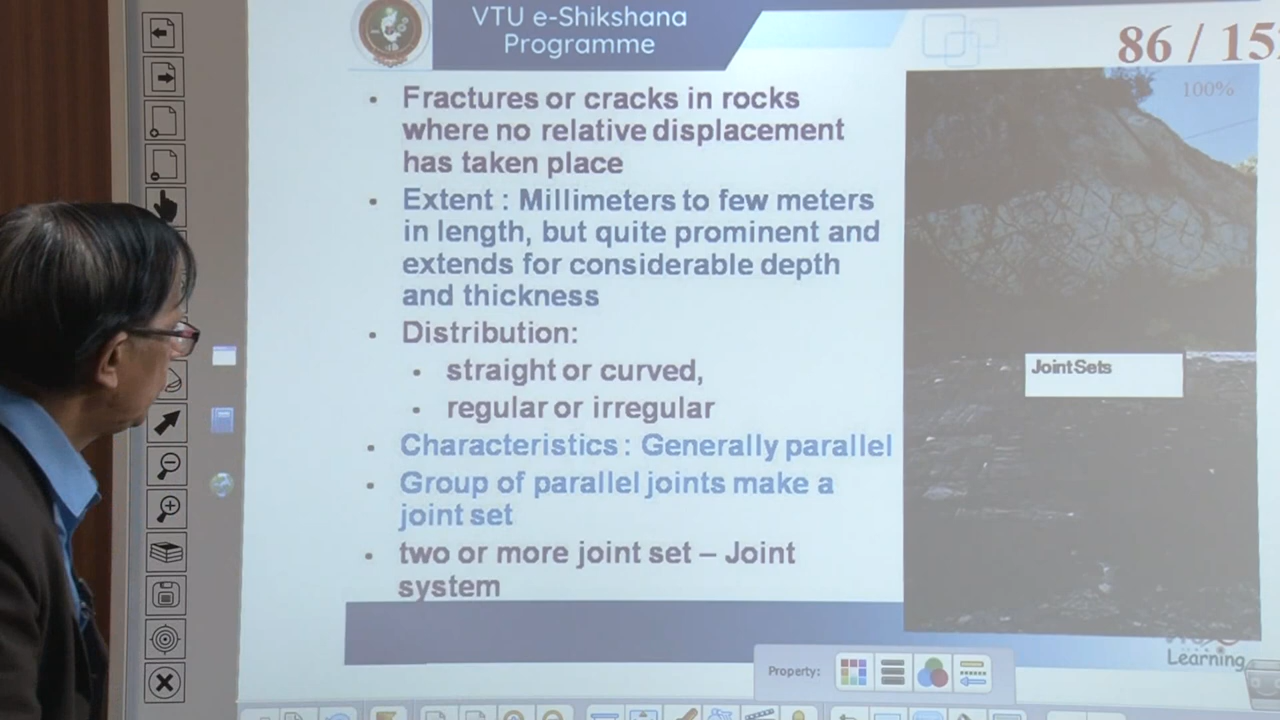 VTU e-Shikshana
Programme
86 / 15
100%
Fractures or cracks in rocks
where no relative displacement
has taken place
Extent : Millimeters to few meters
in length, but quite prominent and
extends for considerable depth
and thickness
Distribution:
straight or curved,
regular or irregular
Characteristics : Generally parallel
Group of parallel joints make a
joint set
two or more joint set – Joint
system
Joint Sets
Learning
Property: